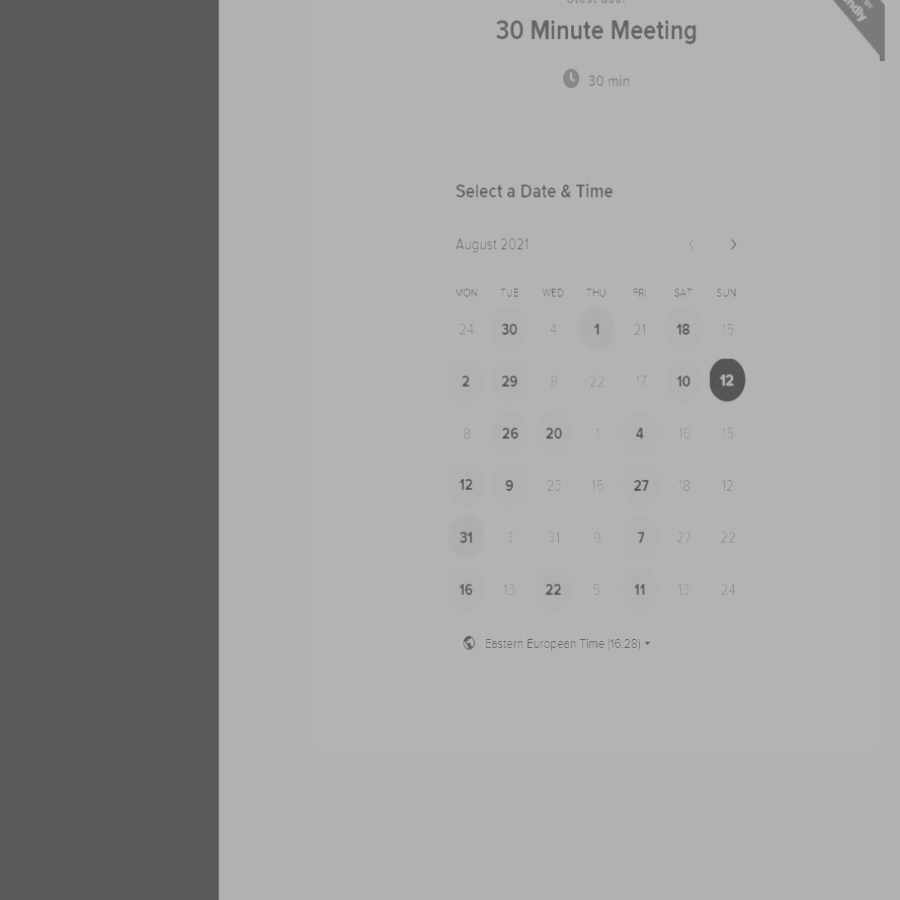 30 Minute Meeting
30 min
Select a Date & Time
August 2021
MON TUE WED THU FRI SAT SUN
24 30 4 1 21 18 15
2 29 8 22 17 10 12
8 26 20 1 4 16 15
12 9 23 16 27 18 12
31 3 31 9 7 27 22
16 13 22 5 11 13 24
Eastern European Time (16:28)